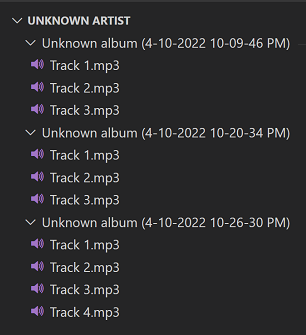 UNKNOWN ARTIST
Unknown album (4-10-2022 10-09-46 PM)
Track 1.mp3
Track 2.mp3
Track 3.mp3
Unknown album (4-10-2022 10-20-34 PM)
Track 1.mp3
Track 2.mp3
Track 3.mp3
Unknown album (4-10-2022 10-26-30 PM)
Track 1.mp3
Track 2.mp3
Track 3.mp3
Track 4.mp3